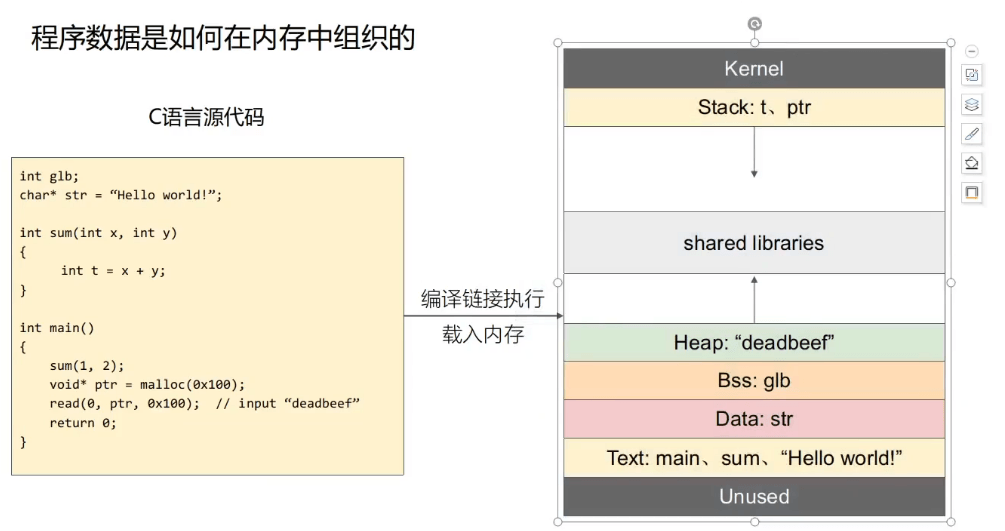 程序数据是如何在内存中组织的
C语言源代码
int glb;
char* str = “Hello world!”;
int sum(int x, int y)
{
int t = x + y;
}
int main()
{
sum(1, 2);
void* ptr = malloc(0x100);
read(0, ptr, 0x100);  // input “deadbeef”
return 0;
}
编译链接执行
载入内存
Kernel
Stack: t、ptr
shared libraries
Heap: “deadbeef”
Bss: glb
Data: str
Text: main、sum、“Hello world!”
Unused